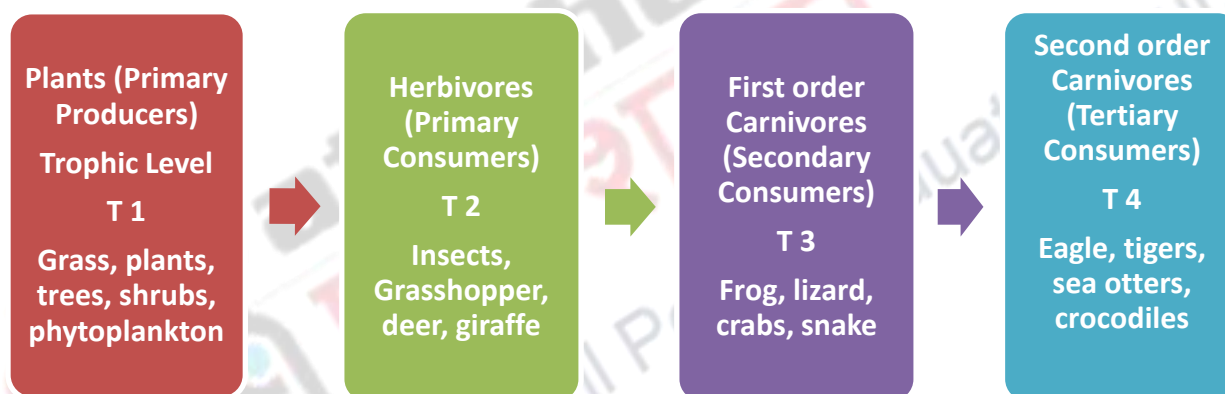 Plants (Primary
Producers)
Trophic Level
T 1
Grass, plants,
trees, shrubs,
phytoplankton
Herbivores
(Primary
Consumers)
T 2
Insects,
Grasshopper,
deer, giraffe
First order
Carnivores
(Secondary
Consumers)
T 3
Frog, lizard,
crabs, snake
Second order
Carnivores
(Tertiary
Consumers)
T 4
Eagle, tigers,
sea otters,
crocodiles